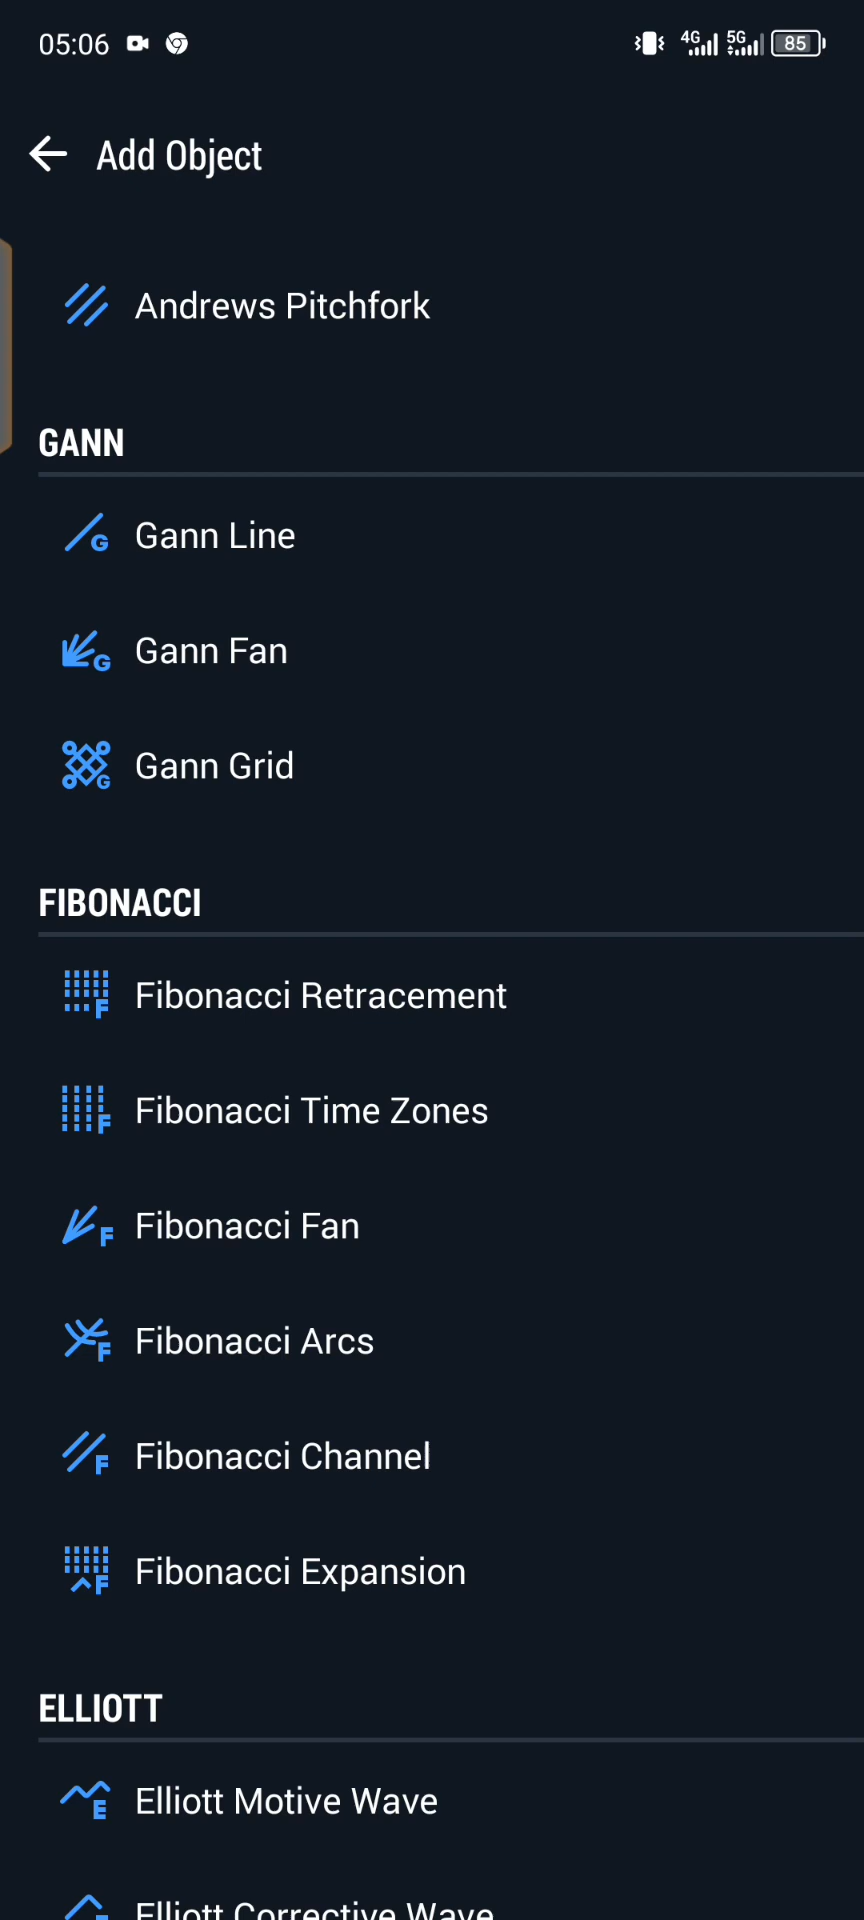 05:06
4G 5G 85
Add Object
Andrews Pitchfork
GANN
G Gann Line
G Gann Fan
G Gann Grid
FIBONACCI
F Fibonacci Retracement
F Fibonacci Time Zones
F Fibonacci Fan
F Fibonacci Arcs
F Fibonacci Channel
F Fibonacci Expansion
ELLIOTT
E Elliott Motive Wave
Elliott Corrective Wave